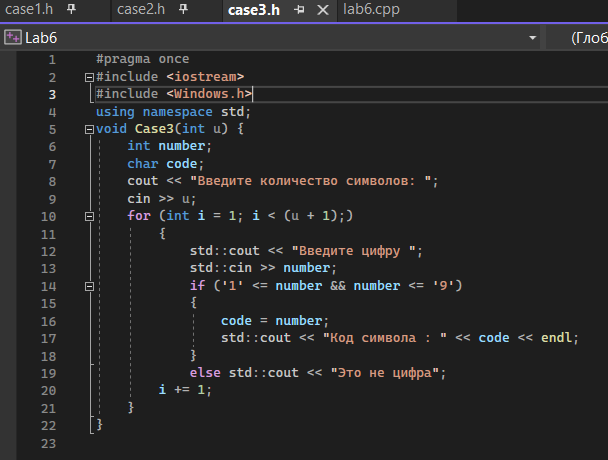 case1.h case2.h case3.h lab6.cpp
Lab6 (Глоб
1 #pragma once
2 #include <iostream>
3 #include <Windows.h>
4 using namespace std;
5 void Case3(int u) {
6 int number;
7 char code;
8 cout << "Введите количество символов: ";
9 cin >> u;
10 for (int i = 1; i < (u + 1);)
11 {
12 std::cout << "Введите цифру ";
13 std::cin >> number;
14 if ('1' <= number && number <= '9')
15 {
16 code = number;
17 std::cout << "Код символа : " << code << endl;
18 }
19 else std::cout << "Это не цифра";
20 i += 1;
21 }
22 }
23